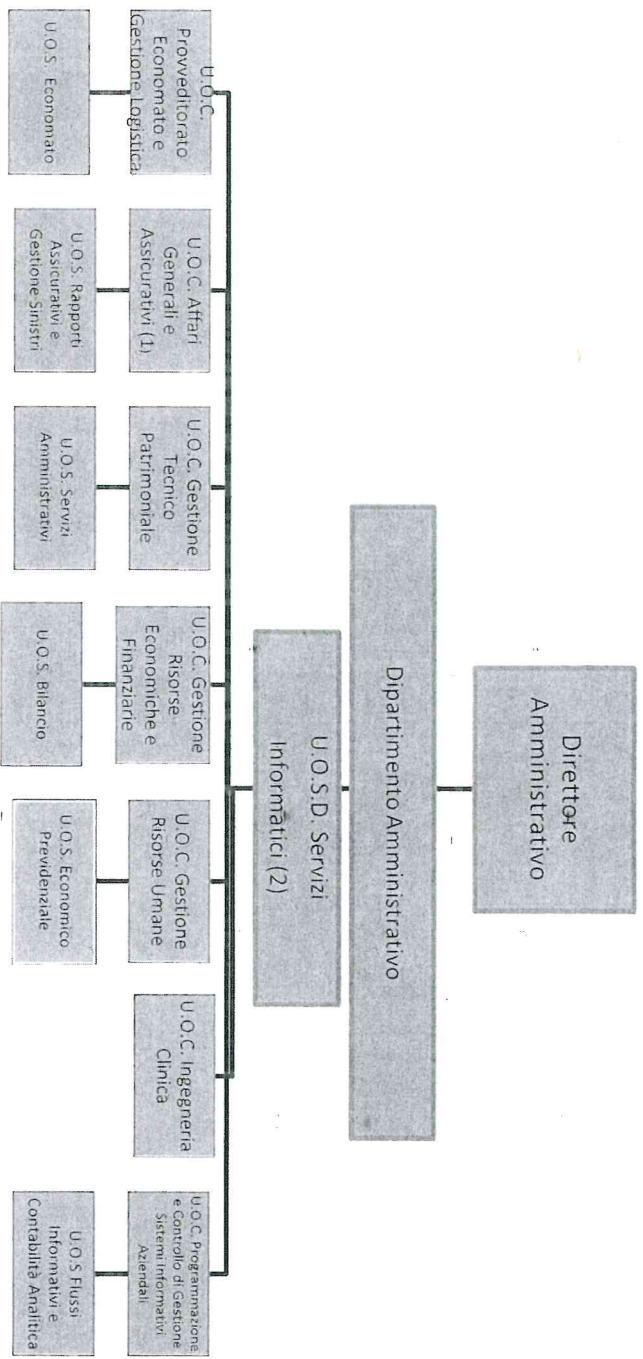 Direttore
Amministrativo
Dipartimento Amministrativo
U.O.S.D. Servizi
Informatici (2)
U.O.C.
Provveditorato
Economato e
Gestione Logistica
U.O.C. Affari
Generali e
Assicurativi (1)
U.O.C. Gestione
Tecnico
Patrimoniale
U.O.C. Gestione
Risorse
Economiche e
Finanziarie
U.O.C. Gestione
Risorse Umane
U.O.C. Ingegneria
Clinica
U.O.C. Programmazione
e Controllo di Gestione
Sistemi Informativi
Aziendali
U.O.S. Economato
U.O.S. Rapporti
Assicurativi e
Gestione Sinistri
U.O.S. Servizi
Amministrativi
U.O.S. Bilancio
U.O.S. Economico
Previdenziale
U.O.S Flussi
Informativi e
Contabilità Analitica